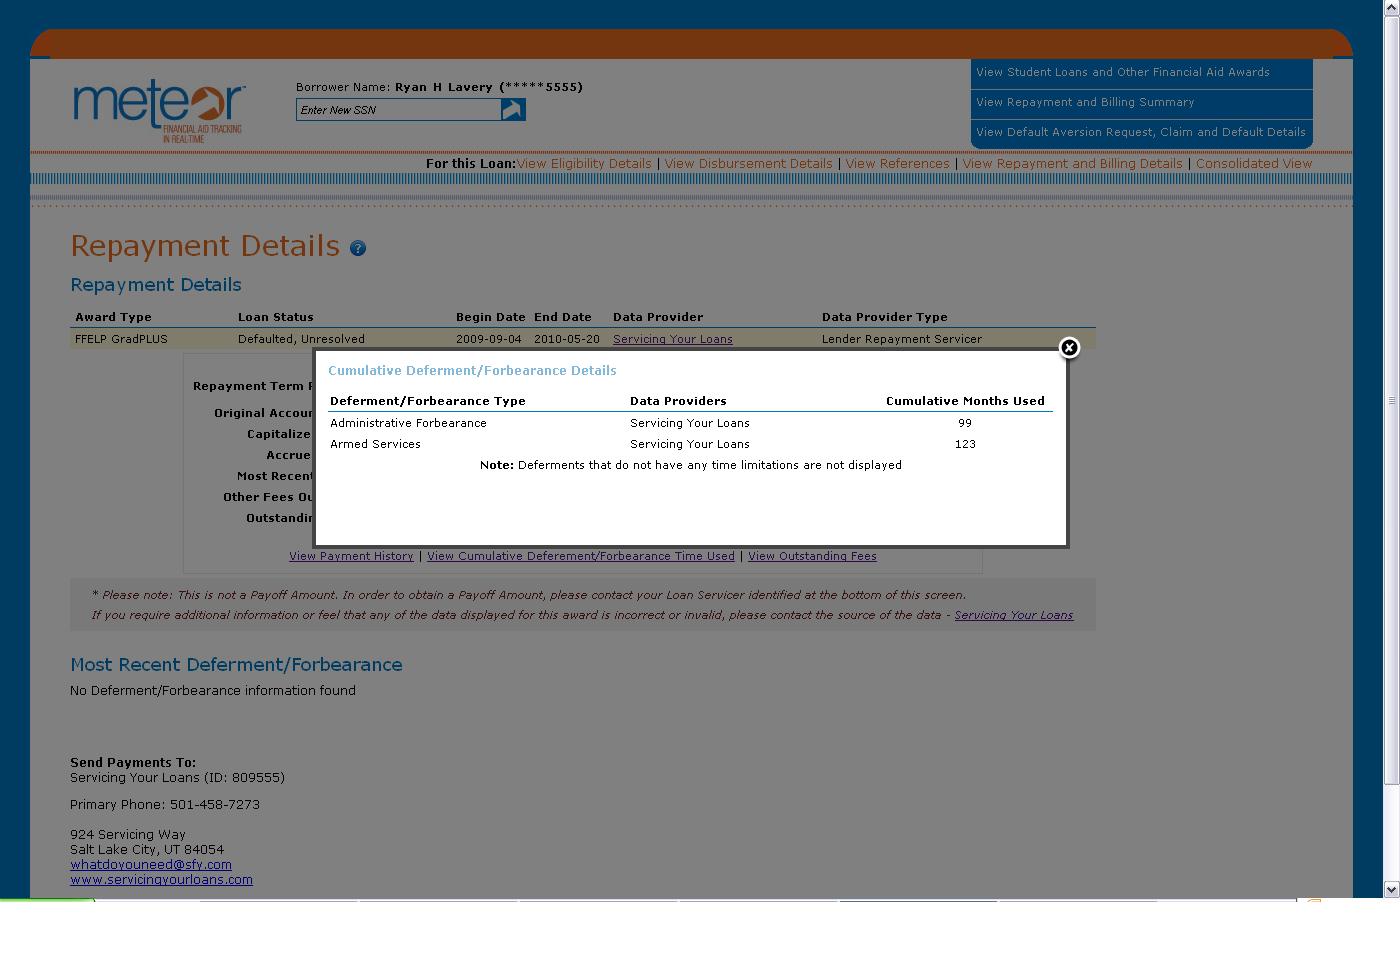 View Student Loans and Other Financial Aid Awards
meteor
FINANCIAL AID TRACKING
IN REAL-TIME
Borrower Name: Ryan H Lavery (*****5555)
Enter New SSN
View Repayment and Billing Summary
View Default Aversion Request, Claim and Default Details
For this Loan:View Eligibility Details | View Disbursement Details | View References | View Repayment and Billing Details | Consolidated View
Repayment Details ?
Repayment Details
Award Type Loan Status Begin Date End Date Data Provider Data Provider Type
FFELP GradPLUS Defaulted, Unresolved 2009-09-04 2010-05-20 Servicing Your Loans Lender Repayment Servicer
Repayment Term
Original
Most Recent
Other Fees
Cumulative Deferment/Forbearance Details
Deferment/Forbearance Type Data Providers Cumulative Months Used
Administrative Forbearance Servicing Your Loans 99
Armed Services Servicing Your Loans 123
Note: Deferments that do not have any time limitations are not displayed
View Payment History | View Cumulative Deferement/Forbearance Time Used | View Outstanding Fees
* Please note: This is not a Payoff Amount. In order to obtain a Payoff Amount, please contact your Loan Servicer identified at the bottom of this screen.
If you require additional information or feel that any of the data displayed for this award is incorrect or invalid, please contact the source of the data - Servicing Your Loans
Most Recent Deferment/Forbearance
No Deferment/Forbearance information found
Send Payments To:
Servicing Your Loans (ID: 809555)
Primary Phone: 501-458-7273
924 Servicing Way
Salt Lake City, UT 84054
whatdoyouneed@sfy.com
www.servicingyourloans.com